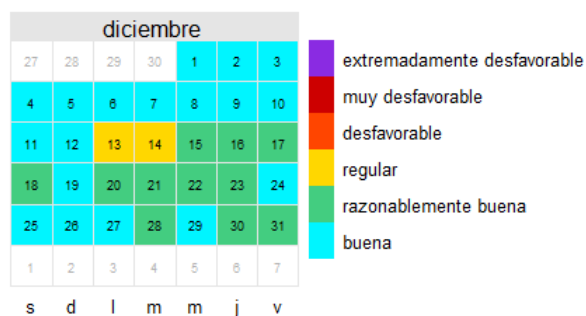 diciembre
27 28 29 30 1 2 3
4 5 6 7 8 9 10
11 12 13 14 15 16 17
18 19 20 21 22 23 24
25 26 27 28 29 30 31
1 2 3 4 5 6 7
s d l m m j v
extremadamente desfavorable
muy desfavorable
desfavorable
regular
razonablemente buena
buena